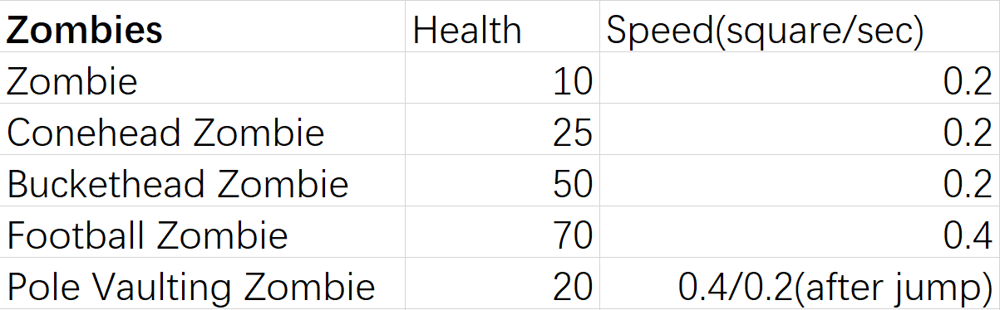 Zombies Health Speed(square/sec)
Zombie 10 0.2
Conehead Zombie 25 0.2
Buckethead Zombie 50 0.2
Football Zombie 70 0.4
Pole Vaulting Zombie 20 0.4/0.2(after jump)